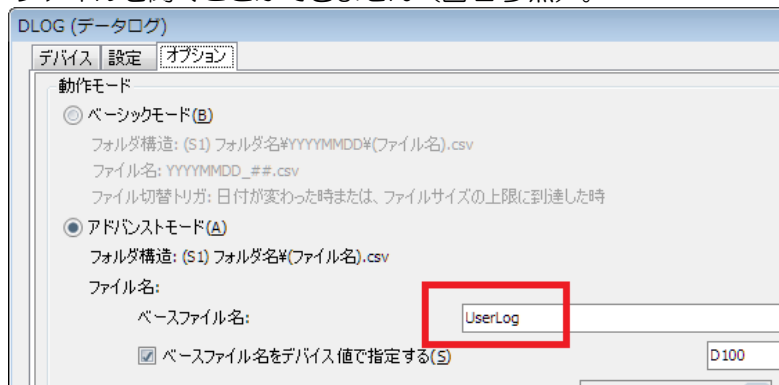 DLOG (データログ)
デバイス 設定 オプション
動作モード
ベーシックモード(B)
フォルダ構造: (S1) フォルダ名¥YYYYMMDD¥(ファイル名).csv
ファイル名: YYYYMMDD_##.csv
ファイル切替トリガ: 日付が変わった時または、ファイルサイズの上限に到達した時
アドバンストモード(A)
フォルダ構造: (S1) フォルダ名¥(ファイル名).csv
ファイル名:
ベースファイル名: UserLog
ベースファイル名をデバイス値で指定する(S) D100